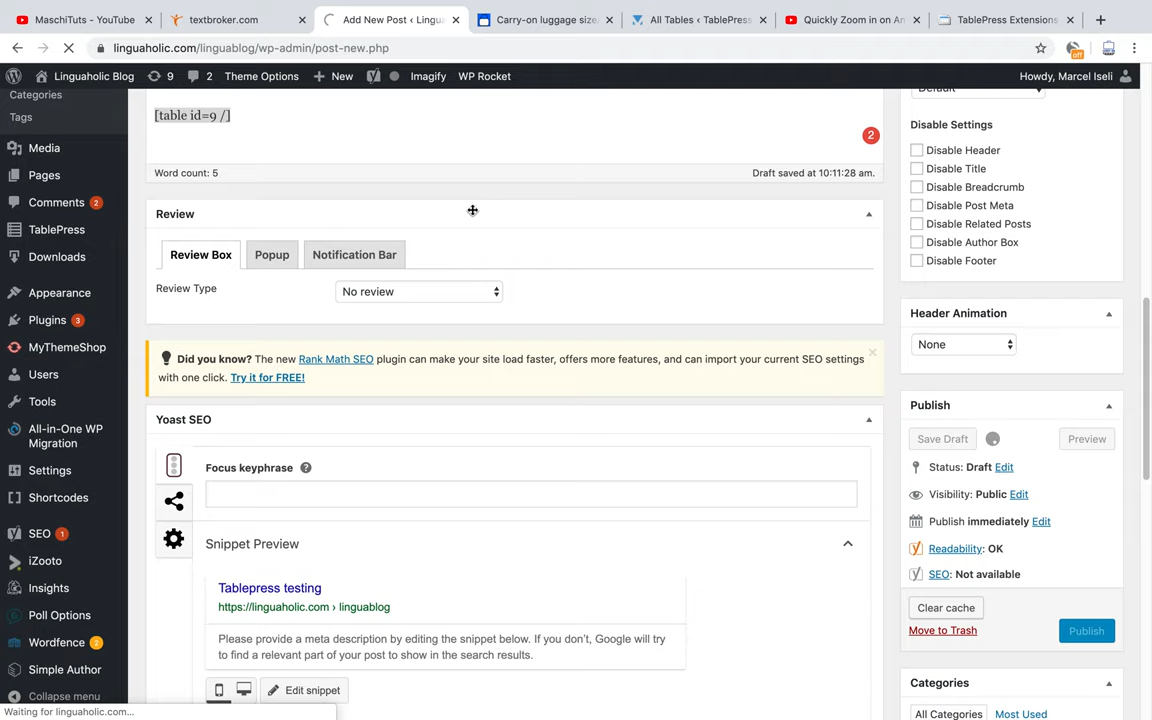 MaschiTuts - YouTube
textbroker.com
Add New Post ‹ Lingua
Carry-on luggage size
All Tables ‹ TablePress
Quickly Zoom in on An
TablePress Extensions
linguaholic.com/linguablog/wp-admin/post-new.php
off
Linguaholic Blog
9
2
Theme Options
New
Imagify
WP Rocket
Howdy, Marcel Iseli
Categories
Tags
Media
Pages
Comments 2
TablePress
Downloads
Appearance
Plugins 3
MyThemeShop
Users
Tools
All-in-One WP
Migration
Settings
Shortcodes
SEO 1
iZooto
Insights
Poll Options
Wordfence 2
Simple Author
Collapse menu
Waiting for linguaholic.com...
[table id=9 /]
2
Word count: 5
Draft saved at 10:11:28 am.
Review
Review Box
Popup
Notification Bar
Review Type
No review
Did you know? The new Rank Math SEO plugin can make your site load faster, offers more features, and can import your current SEO settings
with one click. Try it for FREE!
Yoast SEO
Focus keyphrase
Snippet Preview
Tablepress testing
https://linguaholic.com › linguablog
Please provide a meta description by editing the snippet below. If you don't, Google will try
to find a relevant part of your post to show in the search results.
Edit snippet
Default
Disable Settings
Disable Header
Disable Title
Disable Breadcrumb
Disable Post Meta
Disable Related Posts
Disable Author Box
Disable Footer
Header Animation
None
Publish
Save Draft
Preview
Status: Draft Edit
Visibility: Public Edit
Publish immediately Edit
Readability: OK
SEO: Not available
Clear cache
Move to Trash
Publish
Categories
All Categories
Most Used